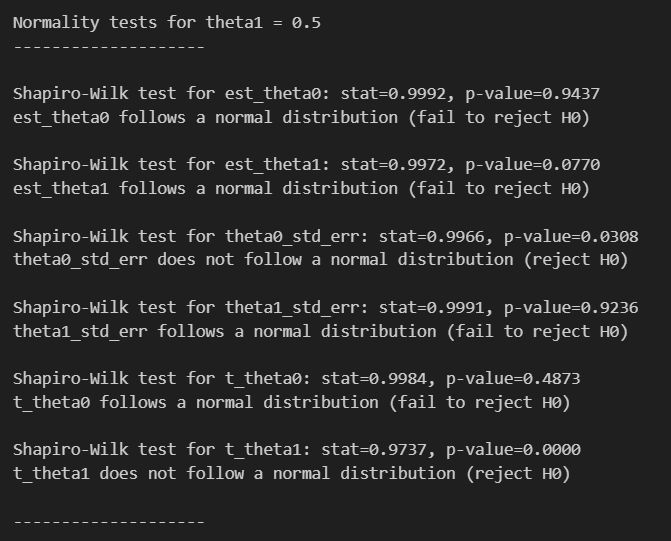 Normality tests for theta1 = 0.5
--------------------
Shapiro-Wilk test for est_theta0: stat=0.9992, p-value=0.9437
est_theta0 follows a normal distribution (fail to reject H0)
Shapiro-Wilk test for est_theta1: stat=0.9972, p-value=0.0770
est_theta1 follows a normal distribution (fail to reject H0)
Shapiro-Wilk test for theta0_std_err: stat=0.9966, p-value=0.0308
theta0_std_err does not follow a normal distribution (reject H0)
Shapiro-Wilk test for theta1_std_err: stat=0.9991, p-value=0.9236
theta1_std_err follows a normal distribution (fail to reject H0)
Shapiro-Wilk test for t_theta0: stat=0.9984, p-value=0.4873
t_theta0 follows a normal distribution (fail to reject H0)
Shapiro-Wilk test for t_theta1: stat=0.9737, p-value=0.0000
t_theta1 does not follow a normal distribution (reject H0)
--------------------